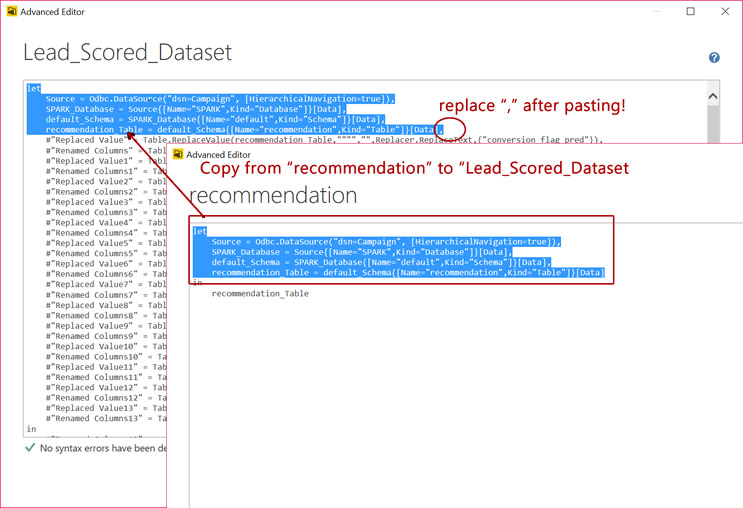 Advanced Editor
Lead_Scored_Dataset
let
Source = Odbc.DataSource("dsn=Campaign", [HierarchicalNavigation=true]),
SPARK_Database = Source{[Name="SPARK",Kind="Database"]}[Data],
default_Schema = SPARK_Database{[Name="default",Kind="Schema"]}[Data],
recommendation_Table = default_Schema{[Name="recommendation",Kind="Table"]}[Data],
replace “,” after pasting!
#"Replaced Value" = Table.ReplaceValue(recommendation_Table,"""","",Replacer.ReplaceText,{"conversion_flag_pred"}),
#"Renamed Columns" = Tabl
#"Replaced Value1" = Tabl
#"Renamed Columns1" = Tab
#"Replaced Value2" = Tabl
#"Renamed Columns2" = Tab
#"Replaced Value3" = Tabl
#"Renamed Columns3" = Tab
#"Replaced Value4" = Tabl
#"Renamed Columns4" = Tab
#"Replaced Value5" = Tabl
#"Renamed Columns5" = Tab
#"Replaced Value6" = Tabl
#"Renamed Columns6" = Tab
#"Replaced Value7" = Tabl
#"Renamed Columns7" = Tab
#"Replaced Value8" = Tabl
#"Renamed Columns8" = Tab
#"Replaced Value9" = Tabl
#"Renamed Columns9" = Tab
#"Replaced Value10" = Tab
#"Renamed Columns10" = Ta
#"Replaced Value11" = Tab
#"Renamed Columns11" = Ta
#"Replaced Value12" = Tab
#"Renamed Columns12" = Ta
#"Replaced Value13" = Tab
#"Renamed Columns13" = Ta
in
No syntax errors have been de
Advanced Editor
Copy from “recommendation” to “Lead_Scored_Dataset
recommendation
let
Source = Odbc.DataSource("dsn=Campaign", [HierarchicalNavigation=true]),
SPARK_Database = Source{[Name="SPARK",Kind="Database"]}[Data],
default_Schema = SPARK_Database{[Name="default",Kind="Schema"]}[Data],
recommendation_Table = default_Schema{[Name="recommendation",Kind="Table"]}[Data]
in
recommendation_Table